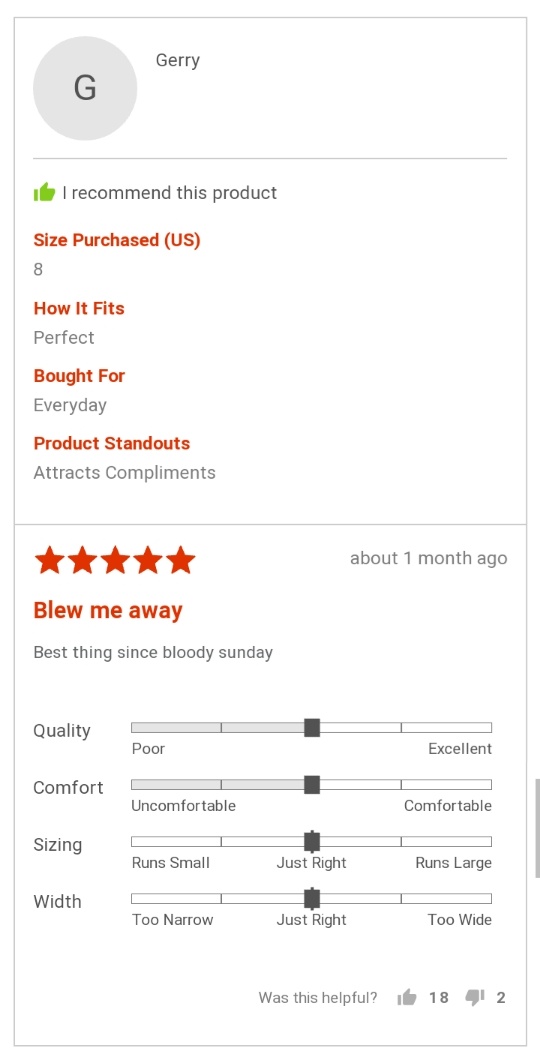 G
Gerry
I recommend this product
Size Purchased (US)
8
How It Fits
Perfect
Bought For
Everyday
Product Standouts
Attracts Compliments
about 1 month ago
Blew me away
Best thing since bloody sunday
Quality
Poor Excellent
Comfort
Uncomfortable Comfortable
Sizing
Runs Small Just Right Runs Large
Width
Too Narrow Just Right Too Wide
Was this helpful? 18 2